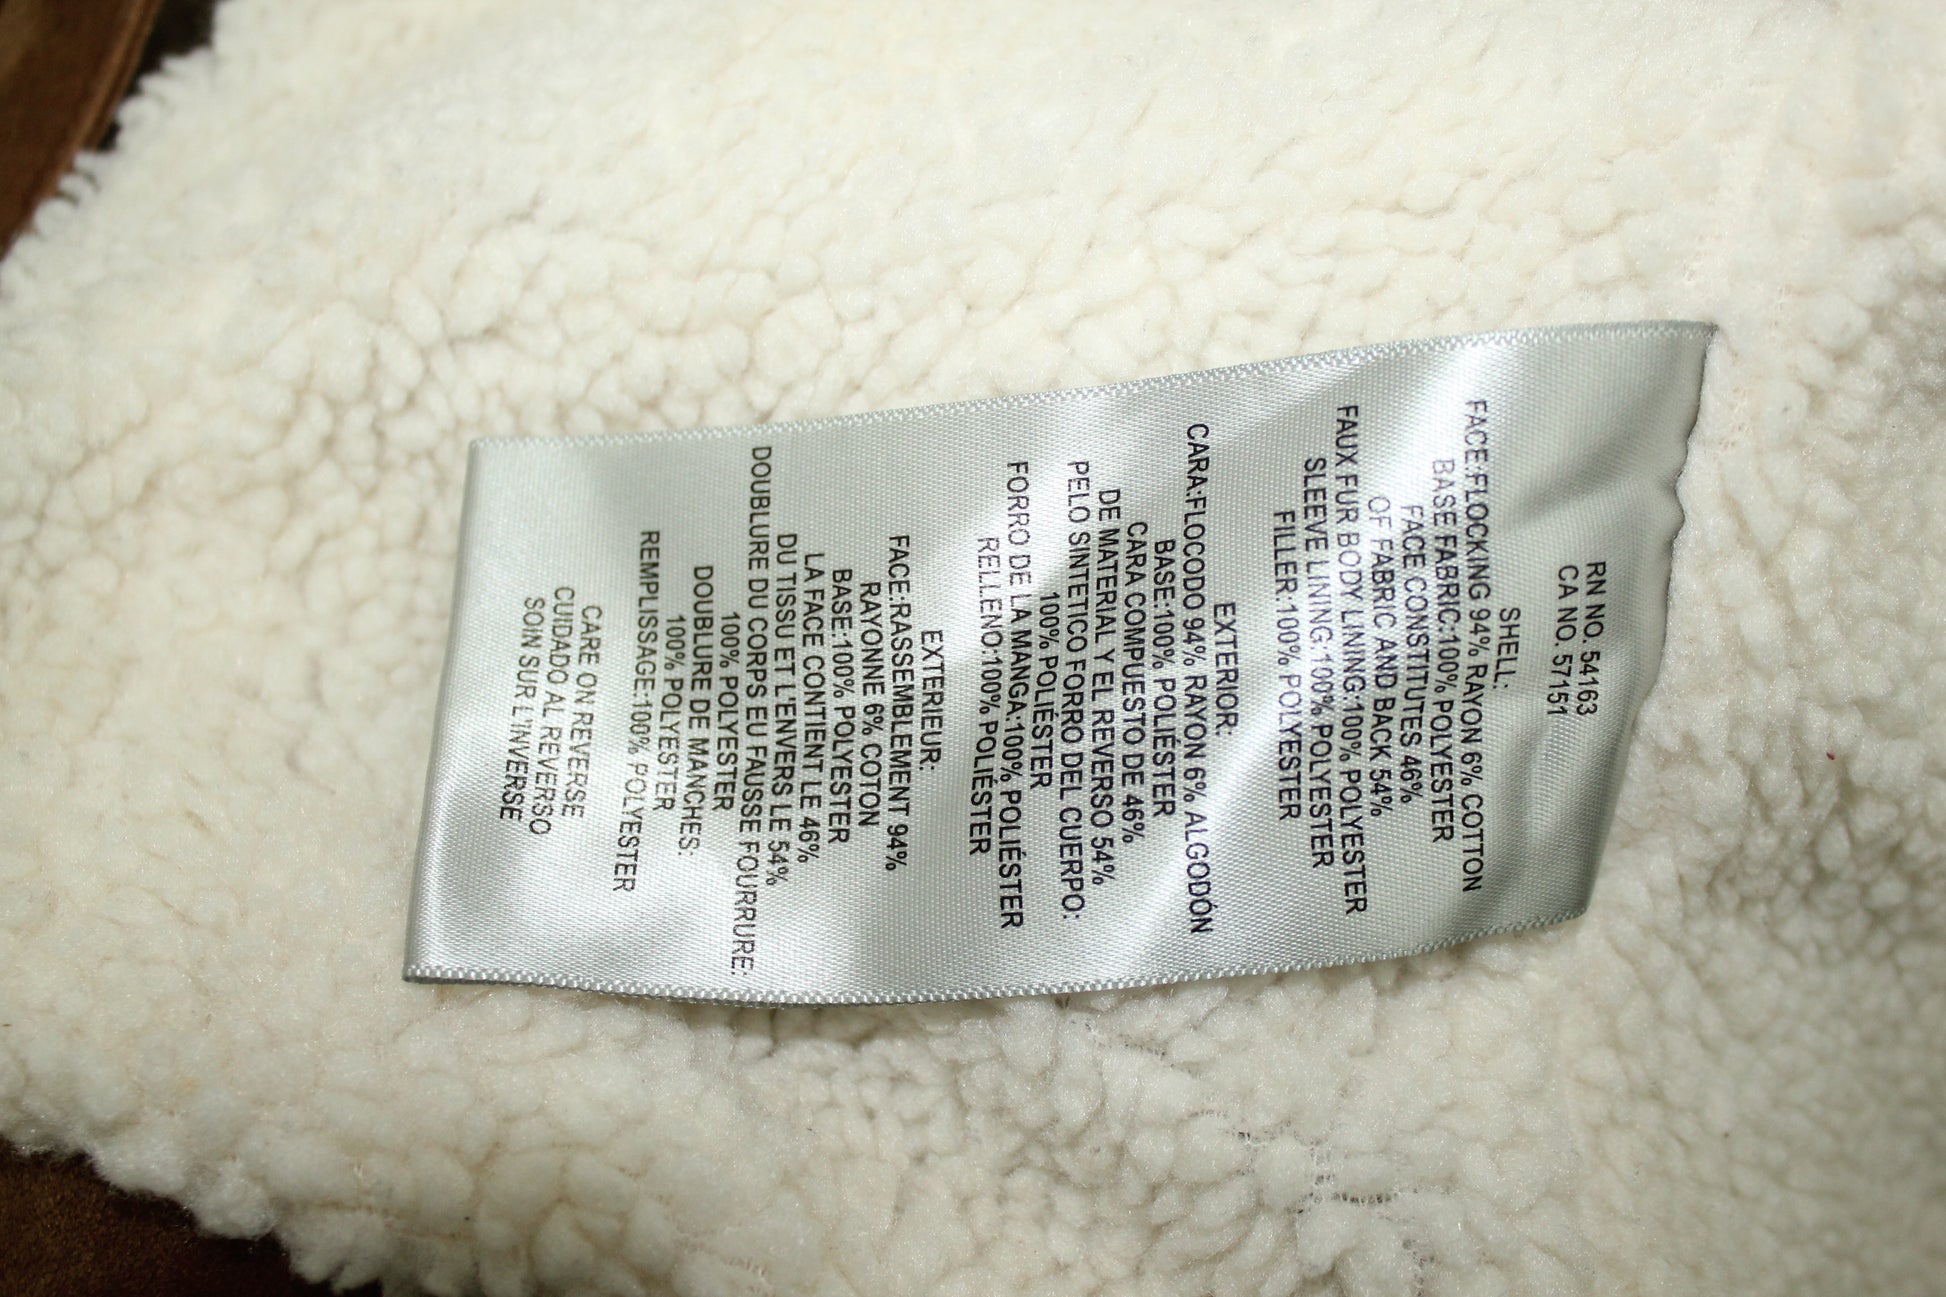 RN NO. 54163
CA NO. 57151
SHELL:
FACE:FLOCKING 94% RAYON 6% COTTON
BASE FABRIC:100% POLYESTER
FACE CONSTITUTES 46%
OF FABRIC AND BACK 54%
FAUX FUR BODY LINING:100% POLYESTER
SLEEVE LINING:100% POLYESTER
FILLER:100% POLYESTER
EXTERIOR:
CARA:FLOCODO 94% RAYON 6% ALGODÓN
BASE:100% POLIÉSTER
CARA COMPUESTO DE 46%
DE MATERIAL Y EL REVERSO 54%
PELO SINTETICO FORRO DEL CUERPO:
100% POLIÉSTER
FORRO DE LA MANGA:100% POLIÉSTER
RELLENO:100% POLIÉSTER
EXTERIEUR:
FACE:RASSEMBLEMENT 94%
RAYONNE 6% COTON
BASE:100% POLYESTER
LA FACE CONTIENT LE 46%
DU TISSU ET L'ENVERS LE 54%
DOUBLURE DU CORPS EU FAUSSE FOURRURE:
100% POLYESTER
DOUBLURE DE MANCHES:
100% POLYESTER
REMPLISSAGE:100% POLYESTER
CARE ON REVERSE
CUIDADO AL REVERSO
SOIN SUR L'INVERSE